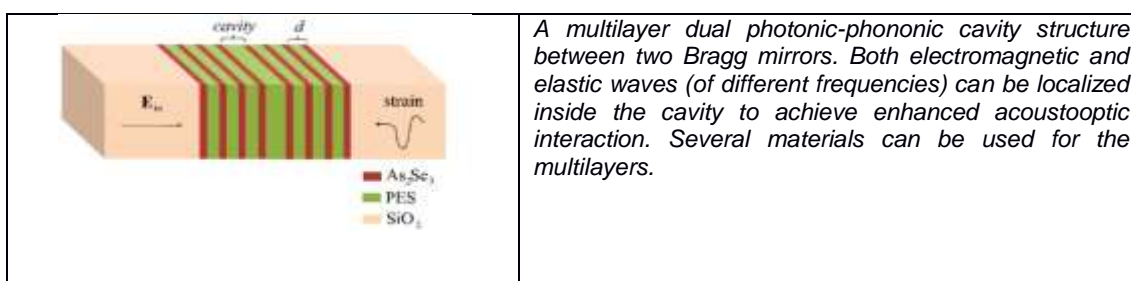 cavity d
E_in
strain
As₂Se₃
PES
SiO₂
A multilayer dual photonic-phononic cavity structure
between two Bragg mirrors. Both electromagnetic and
elastic waves (of different frequencies) can be localized
inside the cavity to achieve enhanced acoustooptic
interaction. Several materials can be used for the
multilayers.